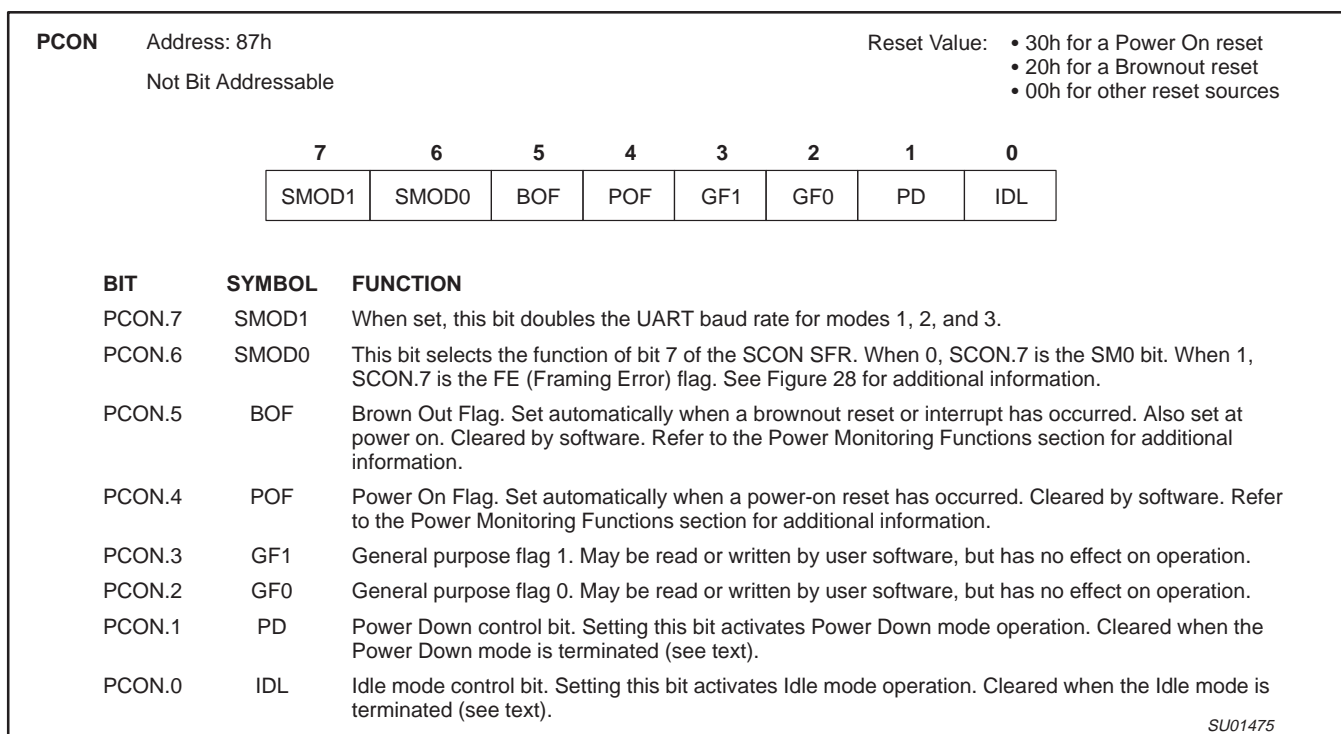 PCON Address: 87h Reset Value: • 30h for a Power On reset
Not Bit Addressable • 20h for a Brownout reset
• 00h for other reset sources
7 6 5 4 3 2 1 0
SMOD1 SMOD0 BOF POF GF1 GF0 PD IDL
BIT SYMBOL FUNCTION
PCON.7 SMOD1 When set, this bit doubles the UART baud rate for modes 1, 2, and 3.
PCON.6 SMOD0 This bit selects the function of bit 7 of the SCON SFR. When 0, SCON.7 is the SM0 bit. When 1,
SCON.7 is the FE (Framing Error) flag. See Figure 28 for additional information.
PCON.5 BOF Brown Out Flag. Set automatically when a brownout reset or interrupt has occurred. Also set at
power on. Cleared by software. Refer to the Power Monitoring Functions section for additional
information.
PCON.4 POF Power On Flag. Set automatically when a power-on reset has occurred. Cleared by software. Refer
to the Power Monitoring Functions section for additional information.
PCON.3 GF1 General purpose flag 1. May be read or written by user software, but has no effect on operation.
PCON.2 GF0 General purpose flag 0. May be read or written by user software, but has no effect on operation.
PCON.1 PD Power Down control bit. Setting this bit activates Power Down mode operation. Cleared when the
Power Down mode is terminated (see text).
PCON.0 IDL Idle mode control bit. Setting this bit activates Idle mode operation. Cleared when the Idle mode is
terminated (see text).
SU01475